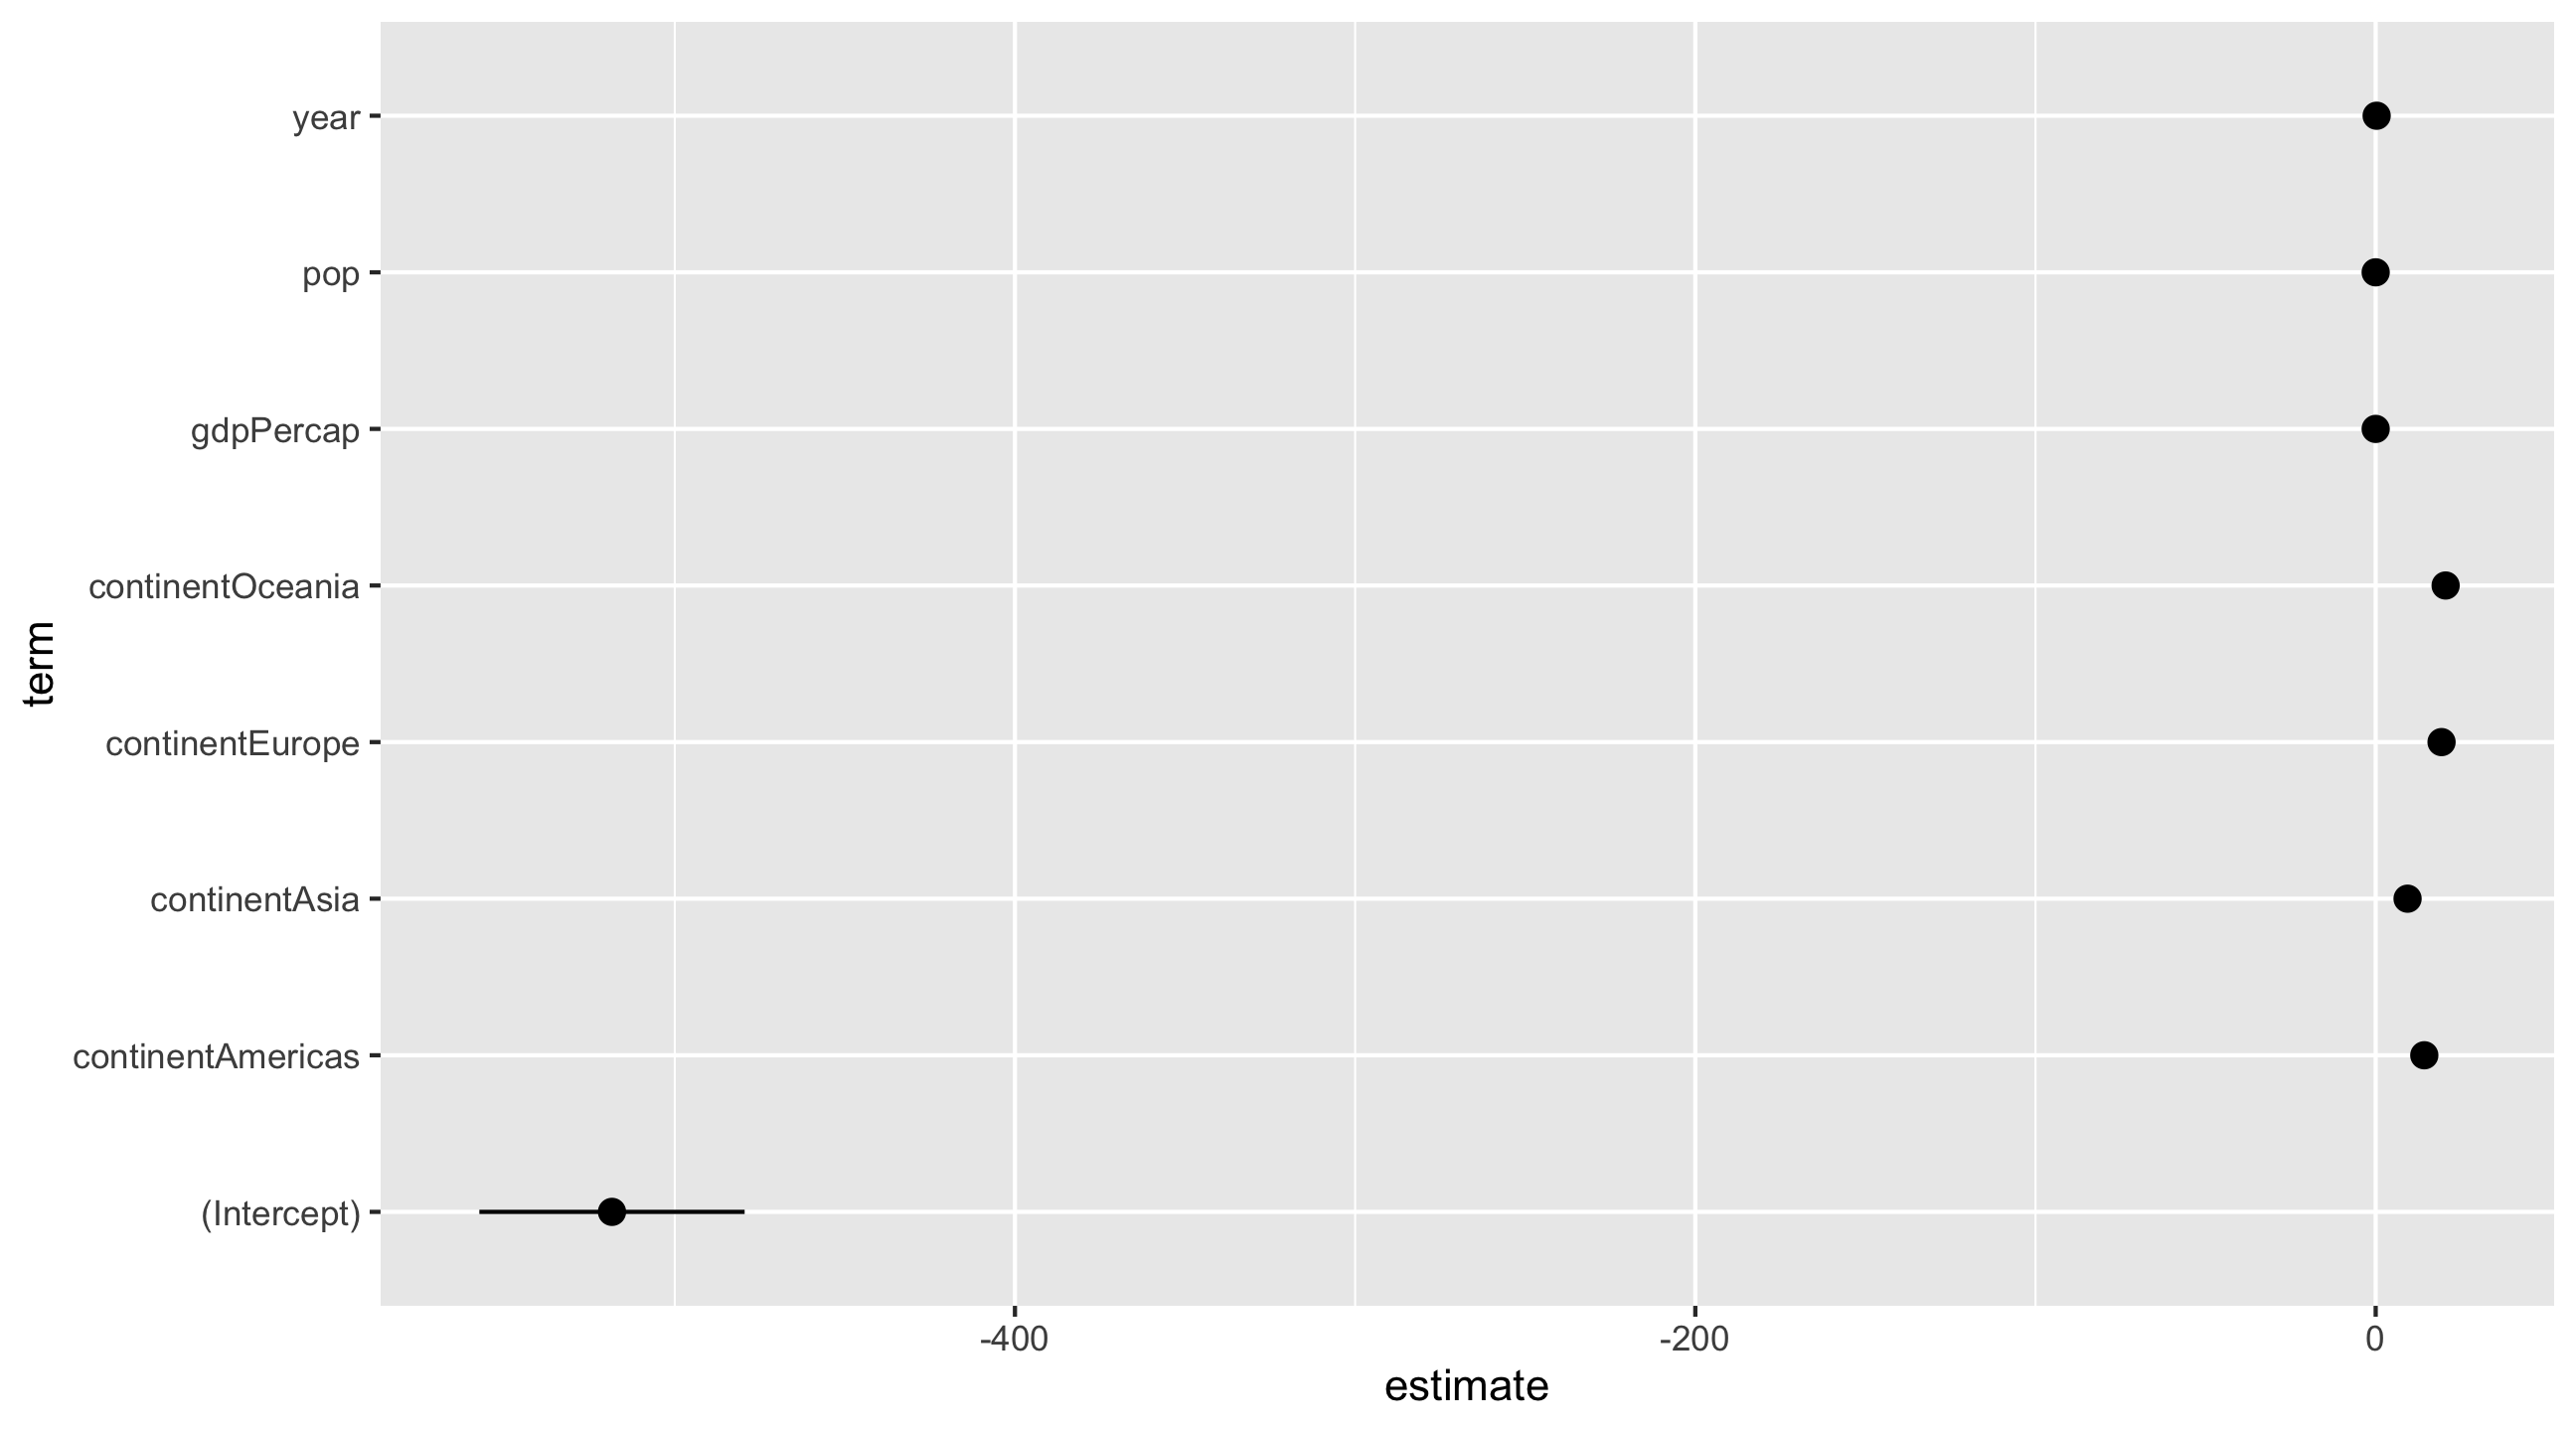 year
pop
gdpPercap
continentOceania
term
continentEurope
continentAsia
continentAmericas
(Intercept)
-400
-200
0
estimate